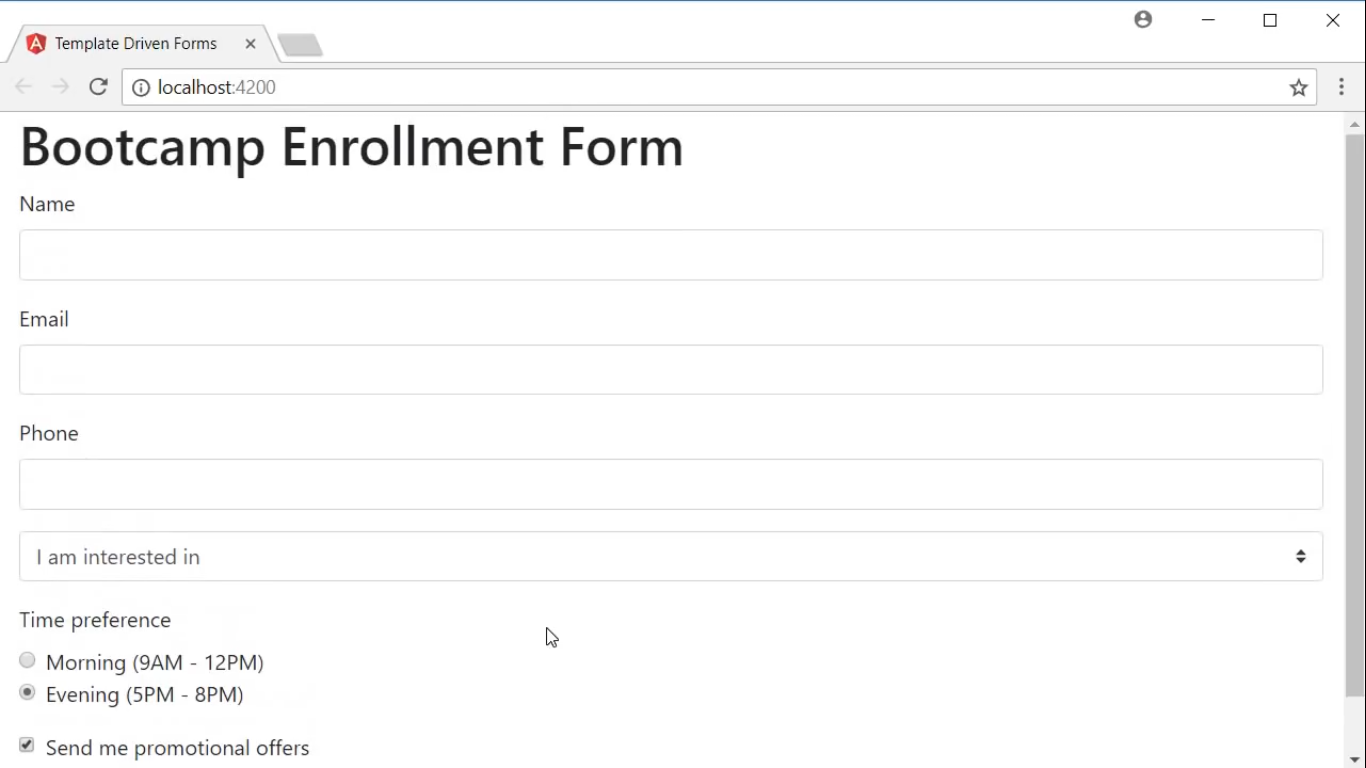 Template Driven Forms
localhost:4200
Bootcamp Enrollment Form
Name
Email
Phone
I am interested in
Time preference
Morning (9AM - 12PM)
Evening (5PM - 8PM)
Send me promotional offers